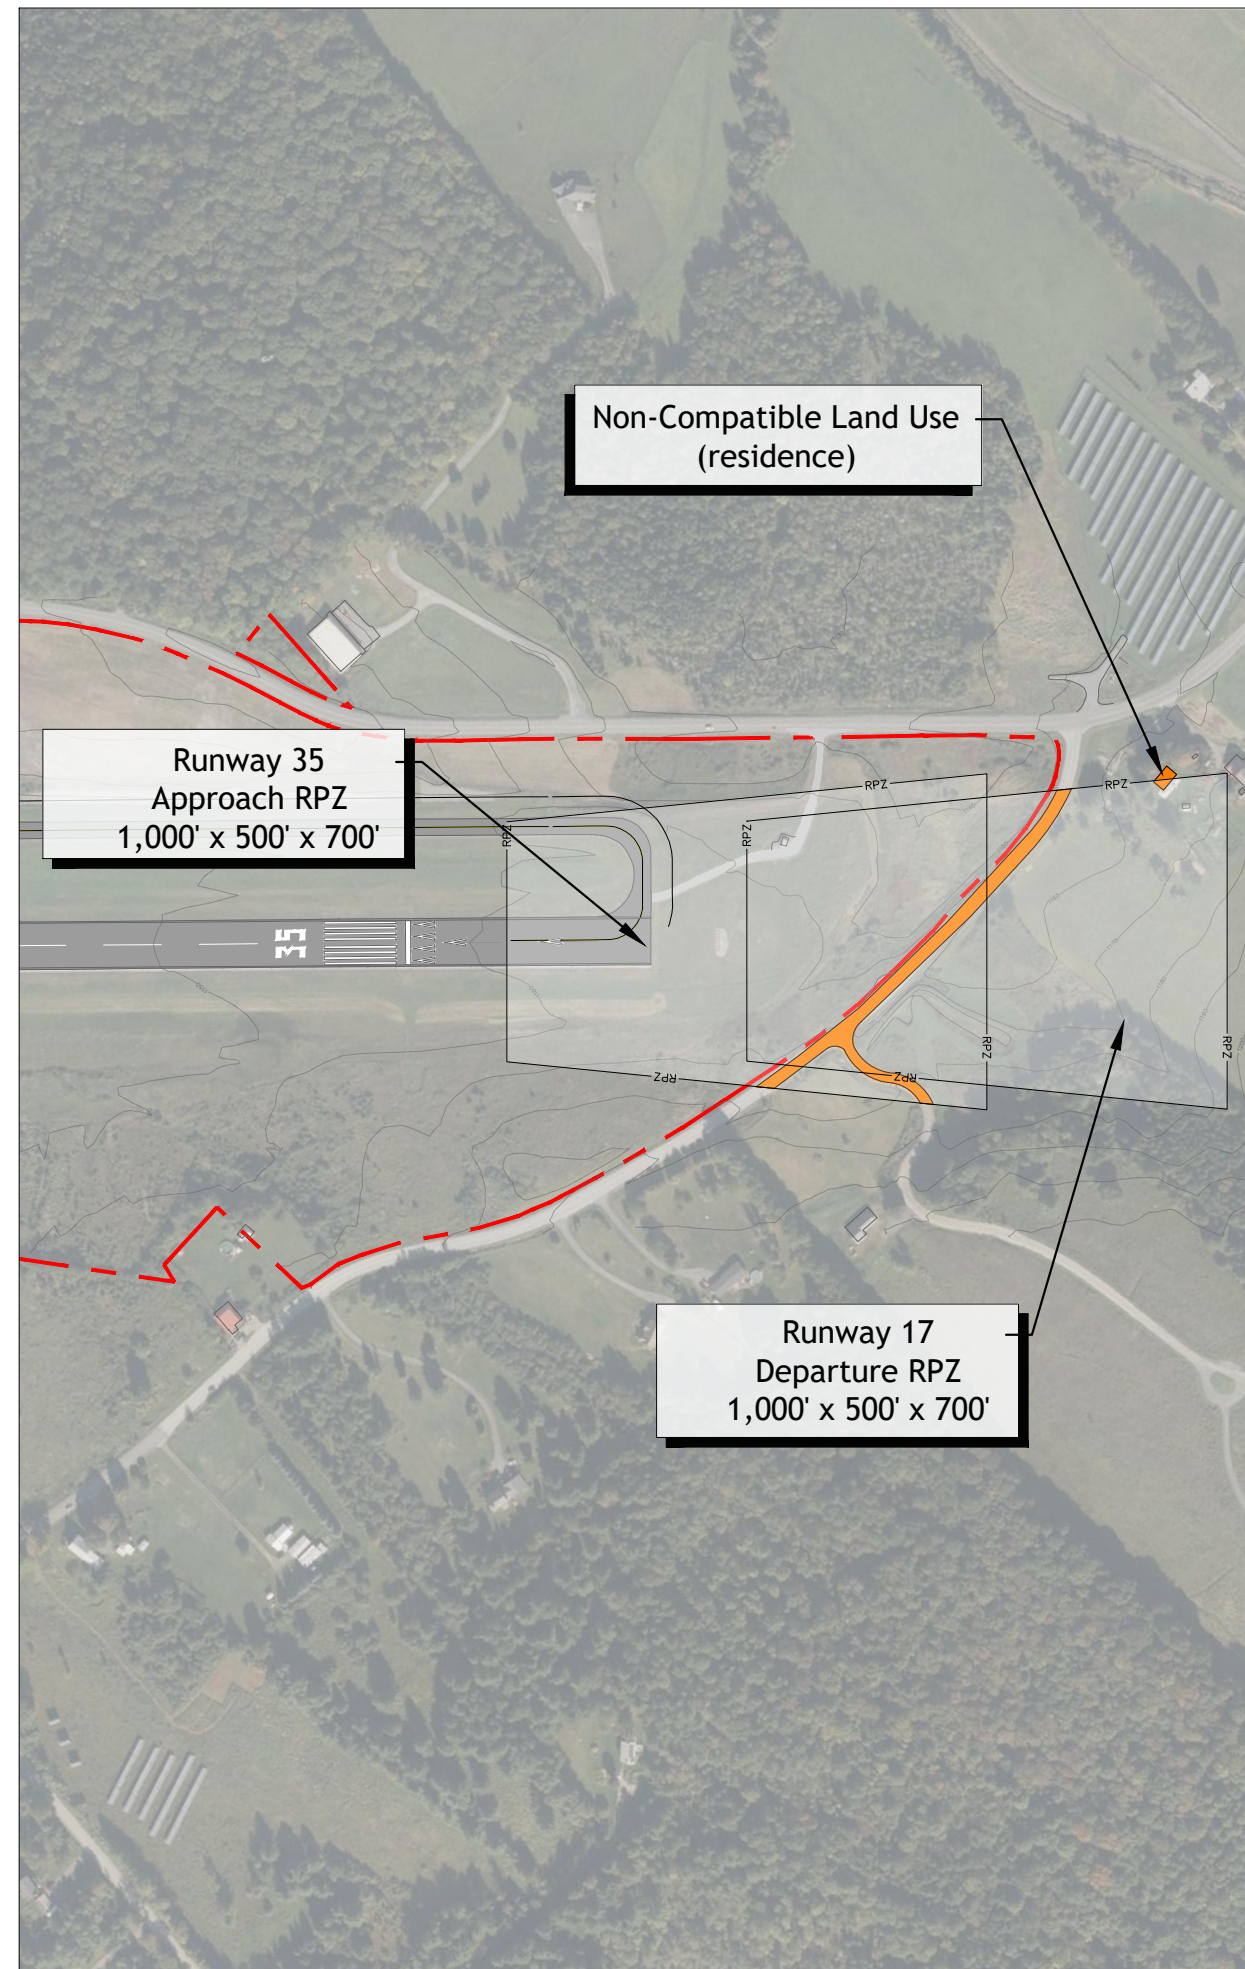 Non-Compatible Land Use
(residence)
Runway 35
Approach RPZ
1,000' x 500' x 700'
RPZ
RPZ
RPZ
RPZ
35
RPZ
RPZ
RPZ
RPZ
Runway 17
Departure RPZ
1,000' x 500' x 700'